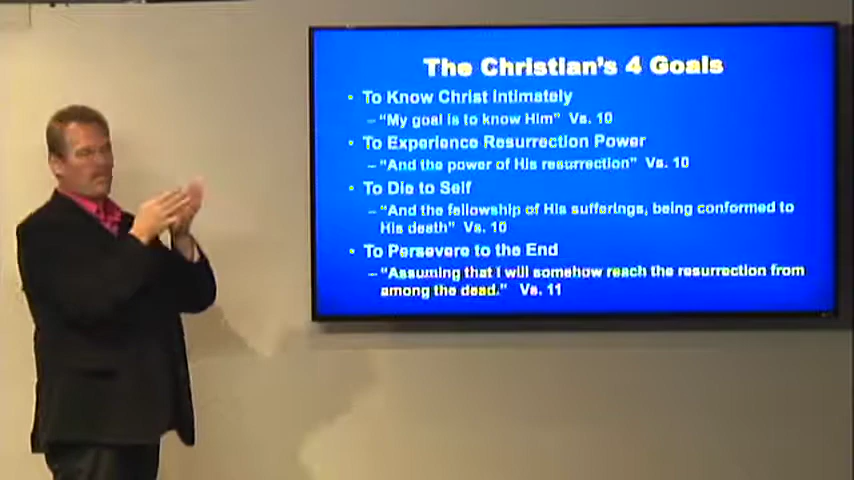 The Christian's 4 Goals
• To Know Christ Intimately
– "My goal is to know Him" Vs. 10
• To Experience Resurrection Power
– "And the power of His resurrection" Vs. 10
• To Die to Self
– "And the fellowship of His sufferings, being conformed to
His death" Vs. 10
• To Persevere to the End
– "Assuming that I will somehow reach the resurrection from
among the dead." Vs. 11